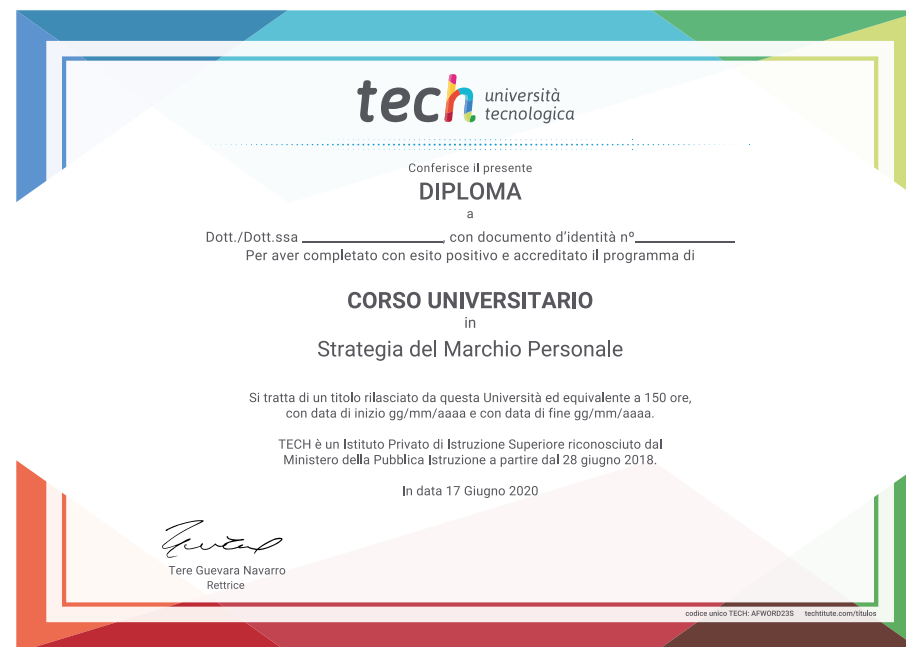 tech università
tecnologica
Conferisce il presente
DIPLOMA
a
Dott./Dott.ssa ____________________, con documento d'identità nº______________
Per aver completato con esito positivo e accreditato il programma di
CORSO UNIVERSITARIO
in
Strategia del Marchio Personale
Si tratta di un titolo rilasciato da questa Università ed equivalente a 150 ore,
con data di inizio gg/mm/aaaa e con data di fine gg/mm/aaaa.
TECH è un Istituto Privato di Istruzione Superiore riconosciuto dal
Ministero della Pubblica Istruzione a partire dal 28 giugno 2018.
In data 17 Giugno 2020
Tere Guevara Navarro
Rettrice
codice unico TECH: AFWORD23S techtitute.com/titulos